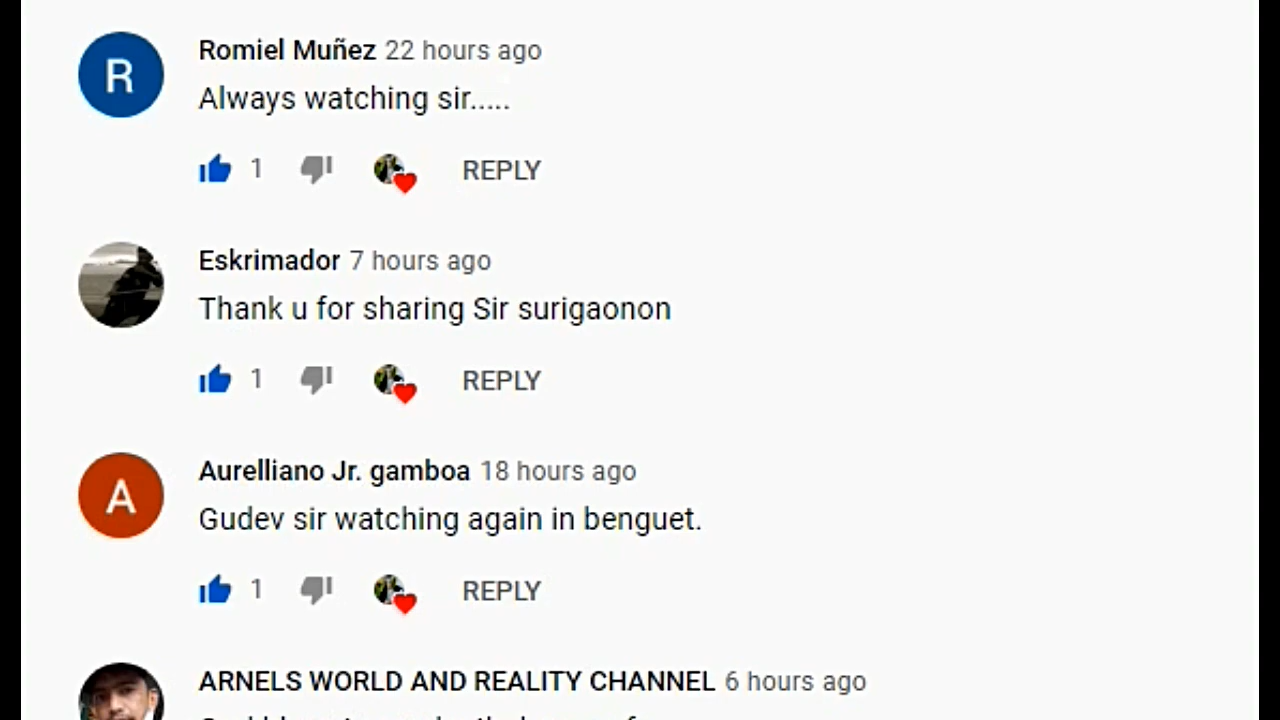 R
Romiel Muñez 22 hours ago
Always watching sir.....
1 REPLY
Eskrimador 7 hours ago
Thank u for sharing Sir surigaonon
1 REPLY
A
Aurelliano Jr. gamboa 18 hours ago
Gudev sir watching again in benguet.
1 REPLY
ARNELS WORLD AND REALITY CHANNEL 6 hours ago